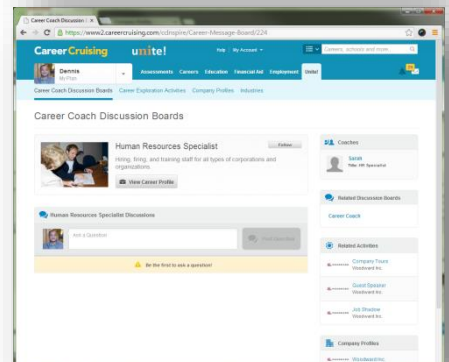 Career Coach Discussion
https://www2.careercruising.com/cdinspire/Career-Message-Board/224
Career Cruising
unite!
Help
My Account
Careers, schools and more...
Dennis
My Plan
Assessments
Careers
Education
Financial Aid
Employment
Unite!
Career Coach Discussion Boards
Career Exploration Activities
Company Profiles
Industries
Career Coach Discussion Boards
Human Resources Specialist
Follow
Hiring, firing, and training staff for all types of corporations and
organizations.
View Career Profile
Human Resources Specialist Discussions
Ask a Question
Post Question
Be the first to ask a question!
Coaches
Sarah
Title: HR Specialist
Related Discussion Boards
Career Coach
Related Activities
Company Tours
Woodward Inc.
Guest Speaker
Woodward Inc.
Job Shadow
Woodward Inc.
Company Profiles
Woodward Inc.